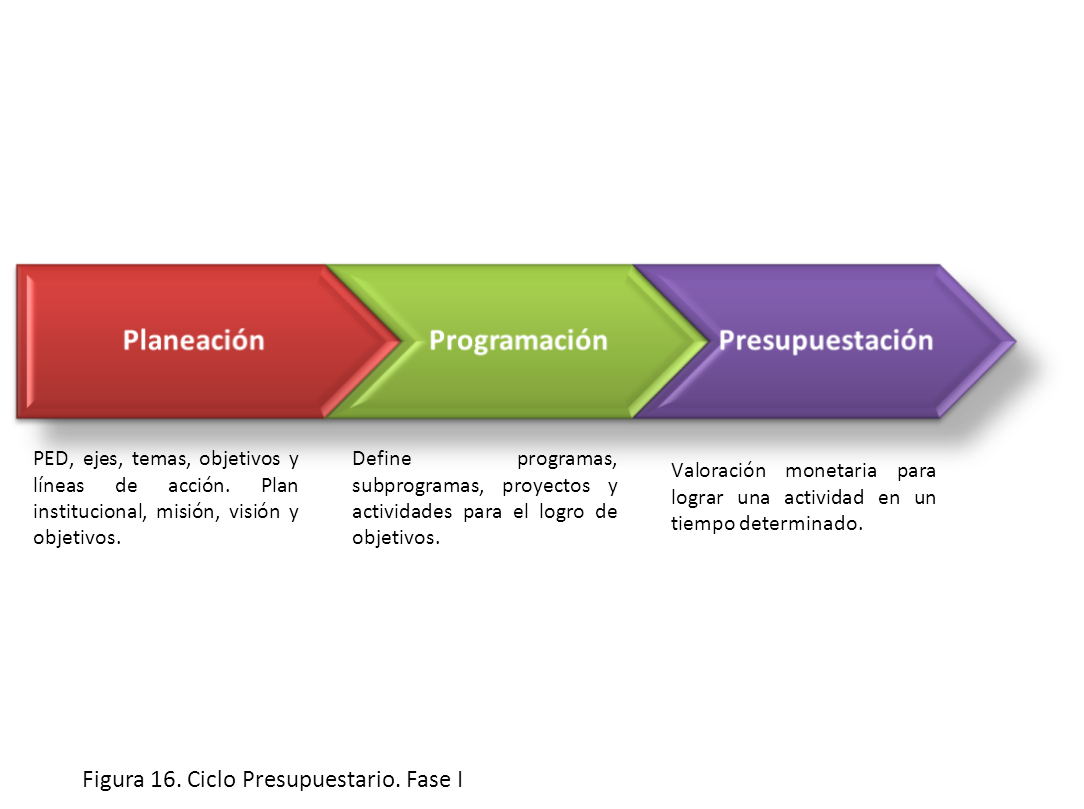 Planeación
Programación
Presupuestación
PED, ejes, temas, objetivos y
líneas de acción. Plan
institucional, misión, visión y
objetivos.
Define programas,
subprogramas, proyectos y
actividades para el logro de
objetivos.
Valoración monetaria para
lograr una actividad en un
tiempo determinado.
Figura 16. Ciclo Presupuestario. Fase I